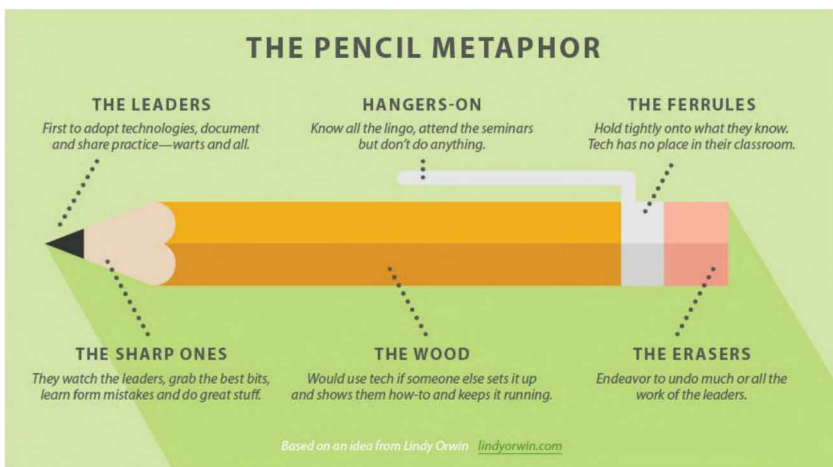 THE PENCIL METAPHOR
THE LEADERS
First to adopt technologies, document
and share practice—warts and all.
HANGERS-ON
Know all the lingo, attend the seminars
but don't do anything.
THE FERRULES
Hold tightly onto what they know.
Tech has no place in their classroom.
THE SHARP ONES
They watch the leaders, grab the best bits,
learn form mistakes and do great stuff.
THE WOOD
Would use tech if someone else sets it up
and shows them how-to and keeps it running.
THE ERASERS
Endeavor to undo much or all the
work of the leaders.
Based on an idea from Lindy Orwin lindyorwin.com